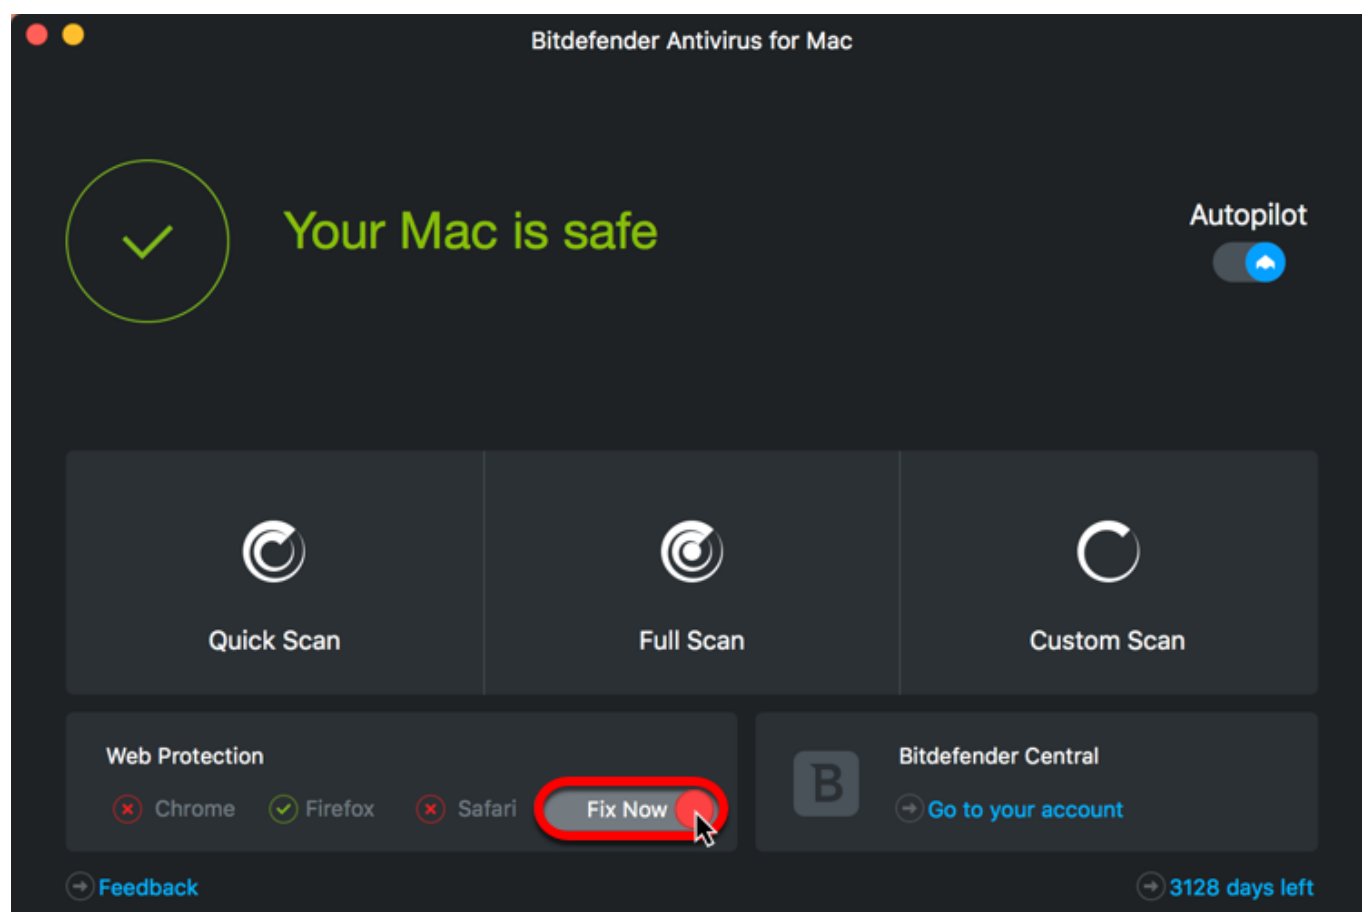 Bitdefender Antivirus for Mac
Your Mac is safe
Autopilot
Quick Scan
Full Scan
Custom Scan
Web Protection
Chrome
Firefox
Safari
Fix Now
B
Bitdefender Central
Go to your account
Feedback
3128 days left